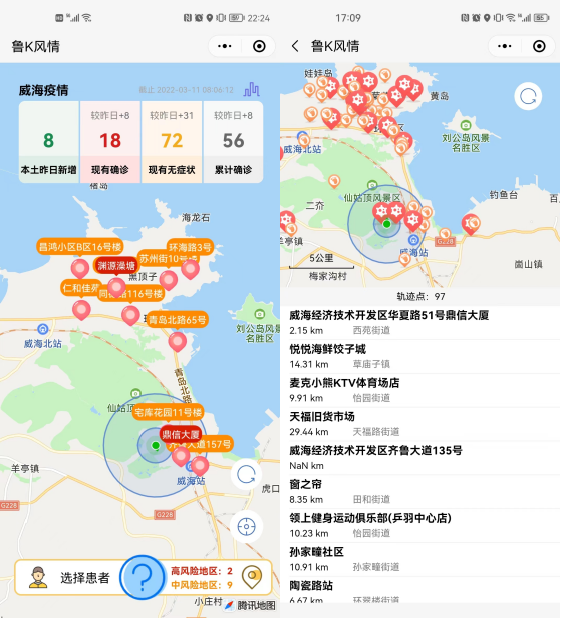 22:24
鲁K风情
威海疫情
截止 2022-03-11 08:06:12
8
本土昨日新增
较昨日+8
18
现有确诊
较昨日+31
72
现有无症状
较昨日+8
56
累计确诊
褚岛
海龙石
昌鸿小区B区16号楼
环海路3号
苏州街10号
渊源澡塘
黑顶子
仁和佳苑
116号楼
青岛北路65号
威海北站
刘公岛风景
名胜区
青岛北路
仙姑
宅库花园11号楼
鼎信大厦
大道157号
羊亭镇
威海站
虎口
G228
G228
选择患者
高风险地区：2
中风险地区：9
小庄村
腾讯地图
17:09
鲁K风情
娃娃岛
黄岛
威海北站
刘公岛风景
名胜区
仙姑顶风景区
二夼
钓鱼台
百
羊亭镇
威海站
G228
5公里
崮山镇
梅家沟村
轨迹点：97
威海经济技术开发区华夏路51号鼎信大厦
2.15 km 西苑街道
悦悦海鲜饺子城
14.31 km 草庙子镇
麦克小熊KTV体育场店
9.91 km 怡园街道
天福旧货市场
29.44 km 天福路街道
威海经济技术开发区齐鲁大道135号
NaN km
窗之帘
8.35 km 田和街道
领上健身运动俱乐部(乒羽中心店)
10.23 km 怡园街道
孙家疃社区
10.91 km 孙家疃街道
陶瓷路站
6.67 km 环翠楼街道